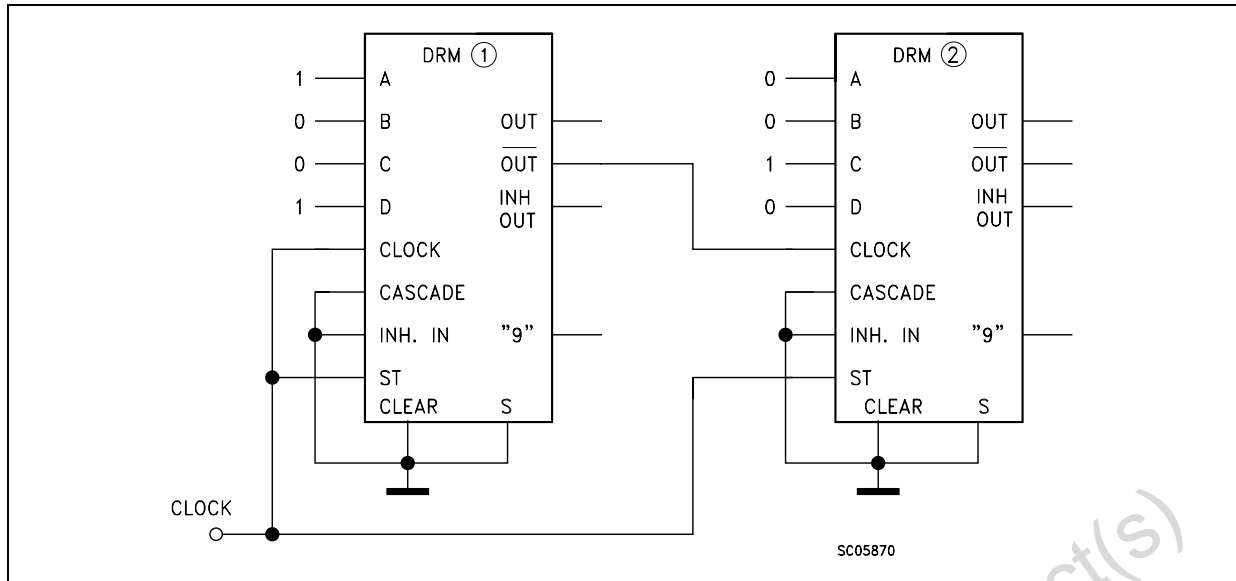 DRM ①
1 A
0 B OUT
0 C OUT
1 D INH OUT
CLOCK
CASCADE
INH. IN "9"
ST
CLEAR S
DRM ②
0 A
0 B OUT
1 C OUT
0 D INH OUT
CLOCK
CASCADE
INH. IN "9"
ST
CLEAR S
CLOCK
SC05870
ct(s)